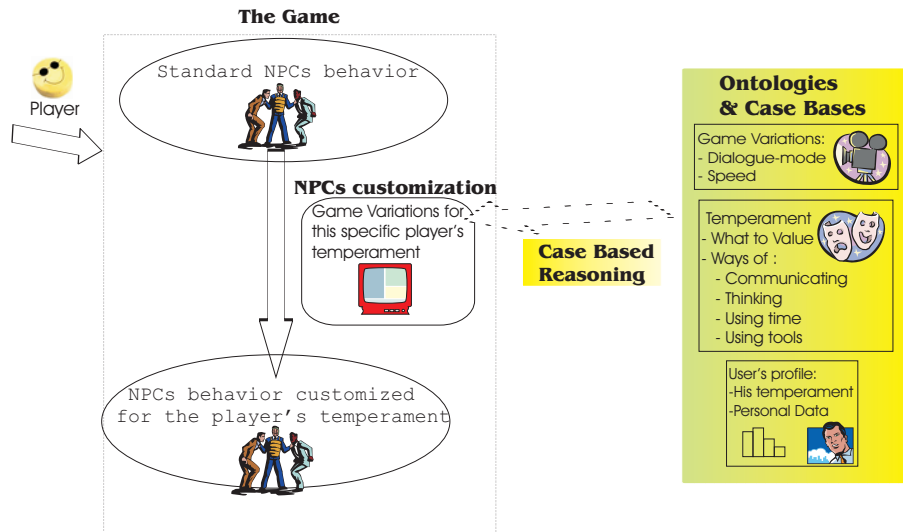 The Game
Player
Standard NPCs behavior
NPCs customization
Game Variations for
this specific player's
temperament
NPCs behavior customized
for the player's temperament
Case Based
Reasoning
Ontologies
& Case Bases
Game Variations:
- Dialogue-mode
- Speed
Temperament
- What to Value
- Ways of :
- Communicating
- Thinking
- Using time
- Using tools
User's profile:
-His temperament
-Personal Data